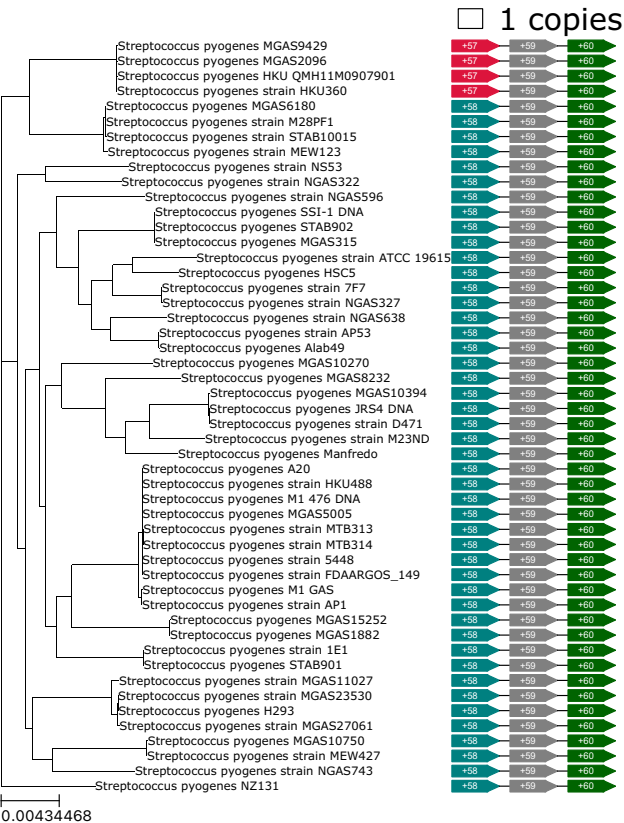 1 copies
Streptococcus pyogenes MGAS9429 +57 +59 +60
Streptococcus pyogenes MGAS2096 +57 +59 +60
Streptococcus pyogenes HKU QMH11M0907901 +57 +59 +60
Streptococcus pyogenes strain HKU360 +57 +59 +60
Streptococcus pyogenes MGAS6180 +58 +59 +60
Streptococcus pyogenes strain M28PF1 +58 +59 +60
Streptococcus pyogenes strain STAB10015 +58 +59 +60
Streptococcus pyogenes strain MEW123 +58 +59 +60
Streptococcus pyogenes strain NS53 +58 +59 +60
Streptococcus pyogenes strain NGAS322 +58 +59 +60
Streptococcus pyogenes strain NGAS596 +58 +59 +60
Streptococcus pyogenes SSI-1 DNA +58 +59 +60
Streptococcus pyogenes STAB902 +58 +59 +60
Streptococcus pyogenes MGAS315 +58 +59 +60
Streptococcus pyogenes strain ATCC 19615 +58 +59 +60
Streptococcus pyogenes HSC5 +58 +59 +60
Streptococcus pyogenes strain 7F7 +58 +59 +60
Streptococcus pyogenes strain NGAS327 +58 +59 +60
Streptococcus pyogenes strain NGAS638 +58 +59 +60
Streptococcus pyogenes strain AP53 +58 +59 +60
Streptococcus pyogenes Alab49 +58 +59 +60
Streptococcus pyogenes MGAS10270 +58 +59 +60
Streptococcus pyogenes MGAS8232 +58 +59 +60
Streptococcus pyogenes MGAS10394 +58 +59 +60
Streptococcus pyogenes JRS4 DNA +58 +59 +60
Streptococcus pyogenes strain D471 +58 +59 +60
Streptococcus pyogenes strain M23ND +58 +59 +60
Streptococcus pyogenes Manfredo +58 +59 +60
Streptococcus pyogenes A20 +58 +59 +60
Streptococcus pyogenes strain HKU488 +58 +59 +60
Streptococcus pyogenes M1 476 DNA +58 +59 +60
Streptococcus pyogenes MGAS5005 +58 +59 +60
Streptococcus pyogenes strain MTB313 +58 +59 +60
Streptococcus pyogenes strain MTB314 +58 +59 +60
Streptococcus pyogenes strain 5448 +58 +59 +60
Streptococcus pyogenes strain FDAARGOS_149 +58 +59 +60
Streptococcus pyogenes M1 GAS +58 +59 +60
Streptococcus pyogenes strain AP1 +58 +59 +60
Streptococcus pyogenes MGAS15252 +58 +59 +60
Streptococcus pyogenes MGAS1882 +58 +59 +60
Streptococcus pyogenes strain 1E1 +58 +59 +60
Streptococcus pyogenes STAB901 +58 +59 +60
Streptococcus pyogenes strain MGAS11027 +58 +59 +60
Streptococcus pyogenes strain MGAS23530 +58 +59 +60
Streptococcus pyogenes H293 +58 +59 +60
Streptococcus pyogenes strain MGAS27061 +58 +59 +60
Streptococcus pyogenes MGAS10750 +58 +59 +60
Streptococcus pyogenes strain MEW427 +58 +59 +60
Streptococcus pyogenes strain NGAS743 +58 +59 +60
Streptococcus pyogenes NZ131 +58 +59 +60
0.00434468